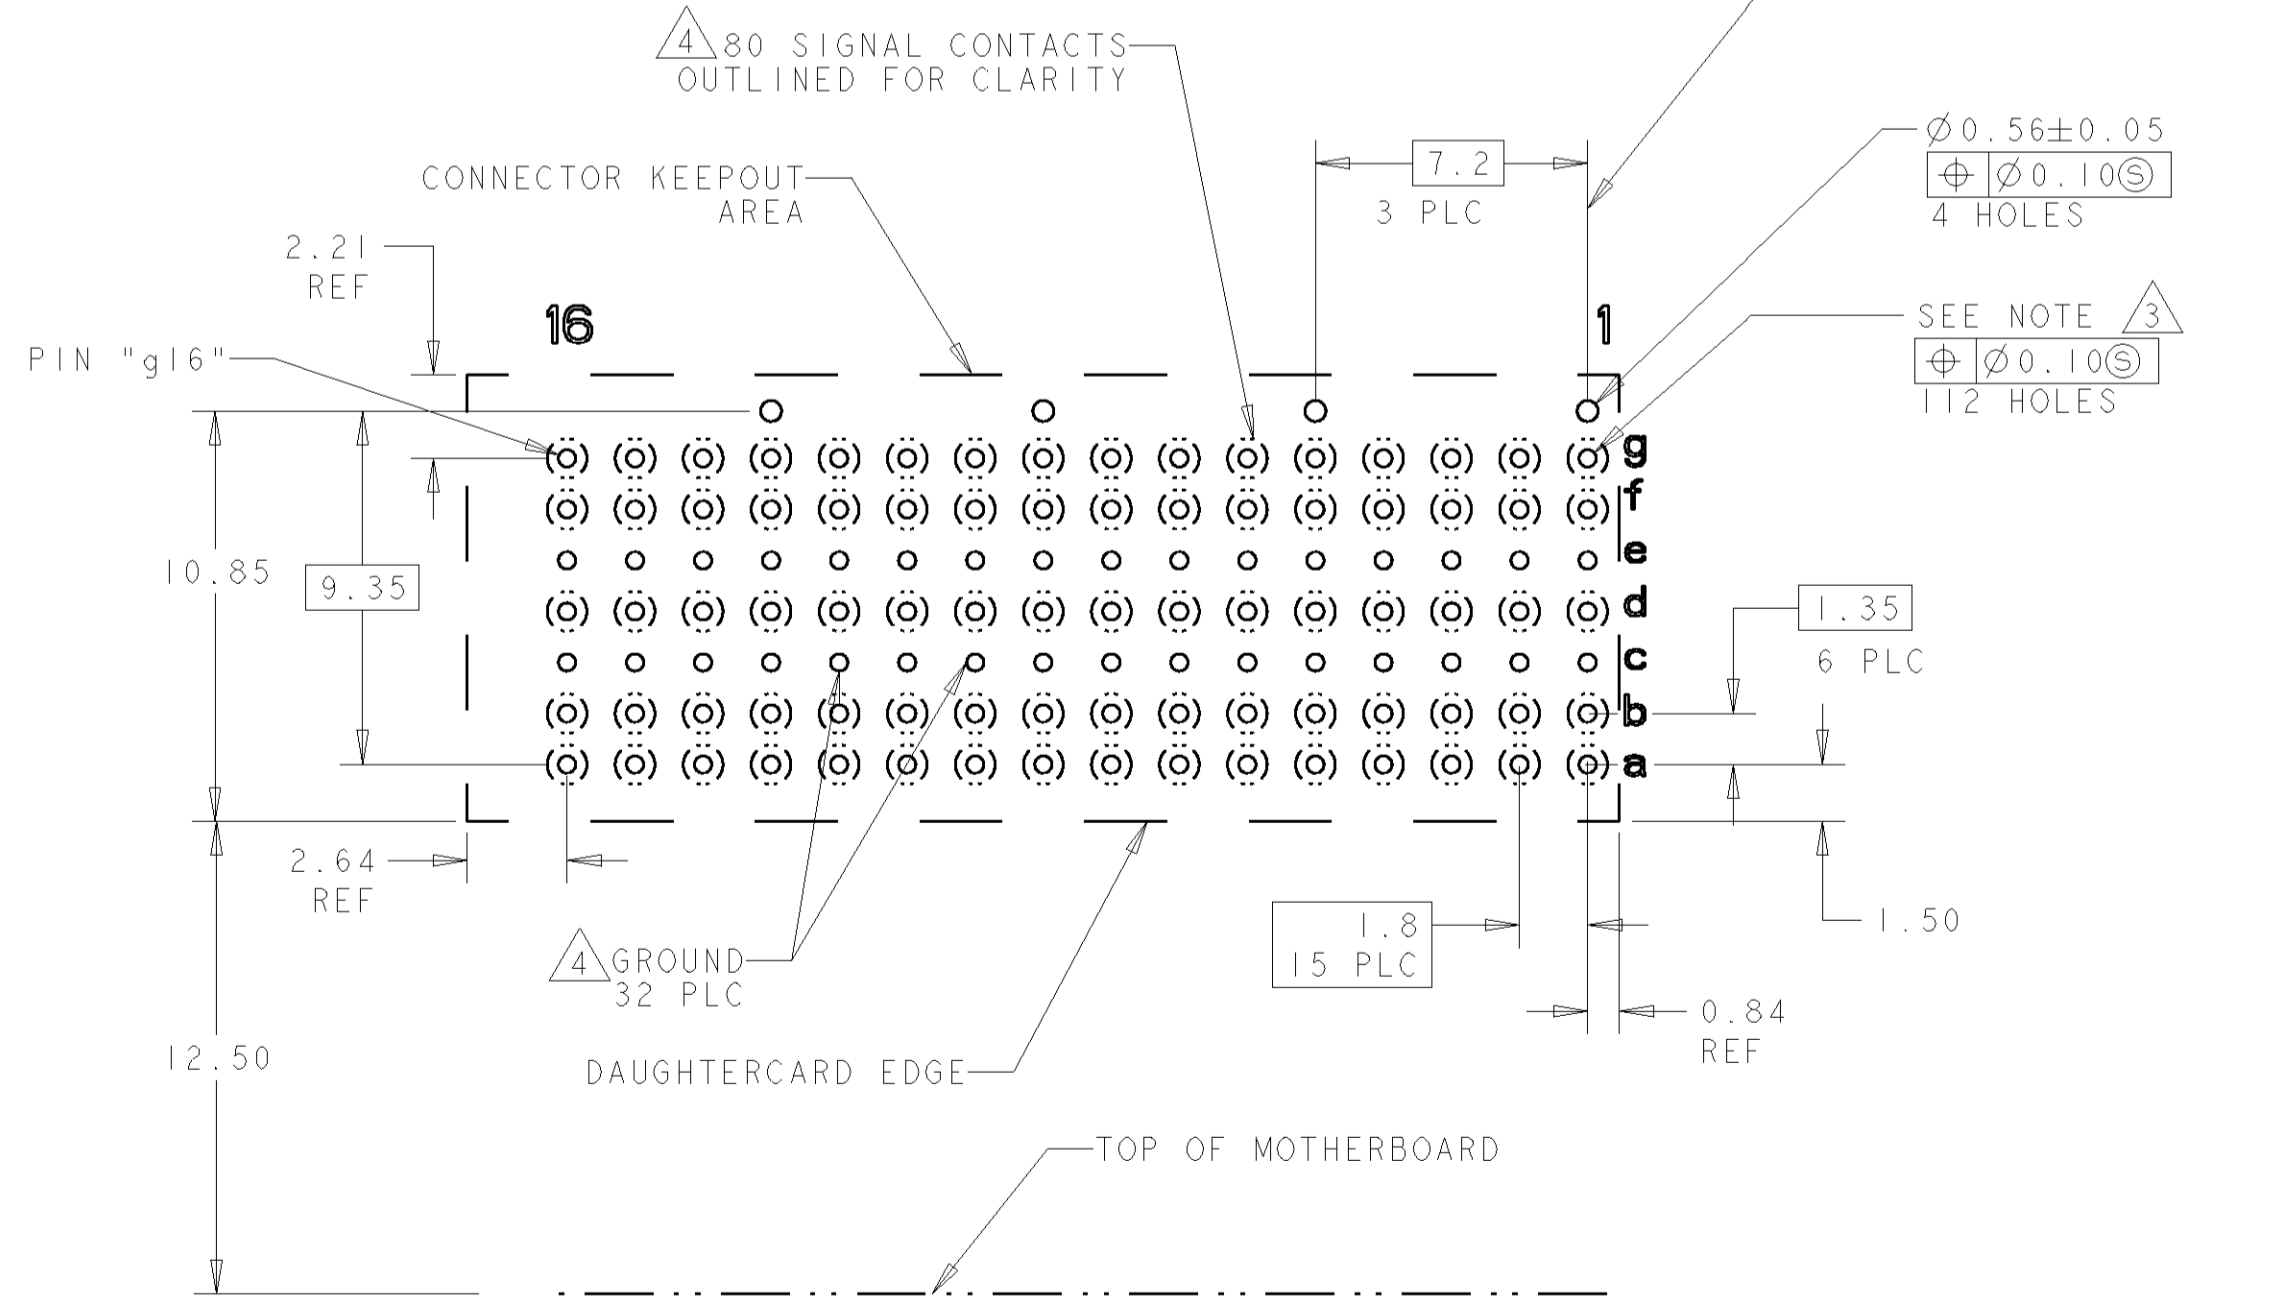 4 80 SIGNAL CONTACTS
OUTLINED FOR CLARITY
Ø0.56±0.05
⌖ Ø0.10Ⓢ
4 HOLES
7.2
3 PLC
CONNECTOR KEEPOUT
AREA
2.21
REF
16
1
SEE NOTE 3
⌖ Ø0.10Ⓢ
112 HOLES
PIN "g16"
g
f
e
d
c
b
a
10.85
9.35
1.35
6 PLC
2.64
REF
1.8
15 PLC
1.50
4 GROUND
32 PLC
0.84
REF
12.50
DAUGHTERCARD EDGE
TOP OF MOTHERBOARD